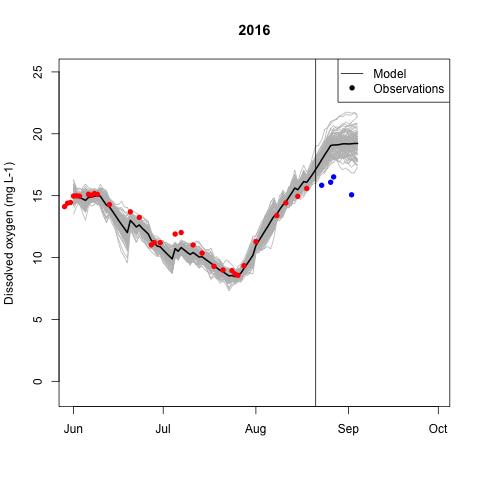 2016
Model
Observations
Dissolved oxygen (mg L-1)
25
20
15
10
5
0
Jun
Jul
Aug
Sep
Oct